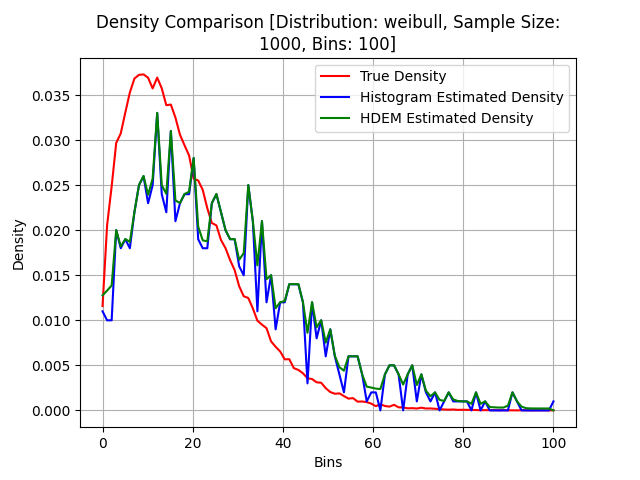 Density Comparison [Distribution: weibull, Sample Size:
1000, Bins: 100]
True Density
Histogram Estimated Density
HDEM Estimated Density
Density
0.035
0.030
0.025
0.020
0.015
0.010
0.005
0.000
0 20 40 60 80 100
Bins